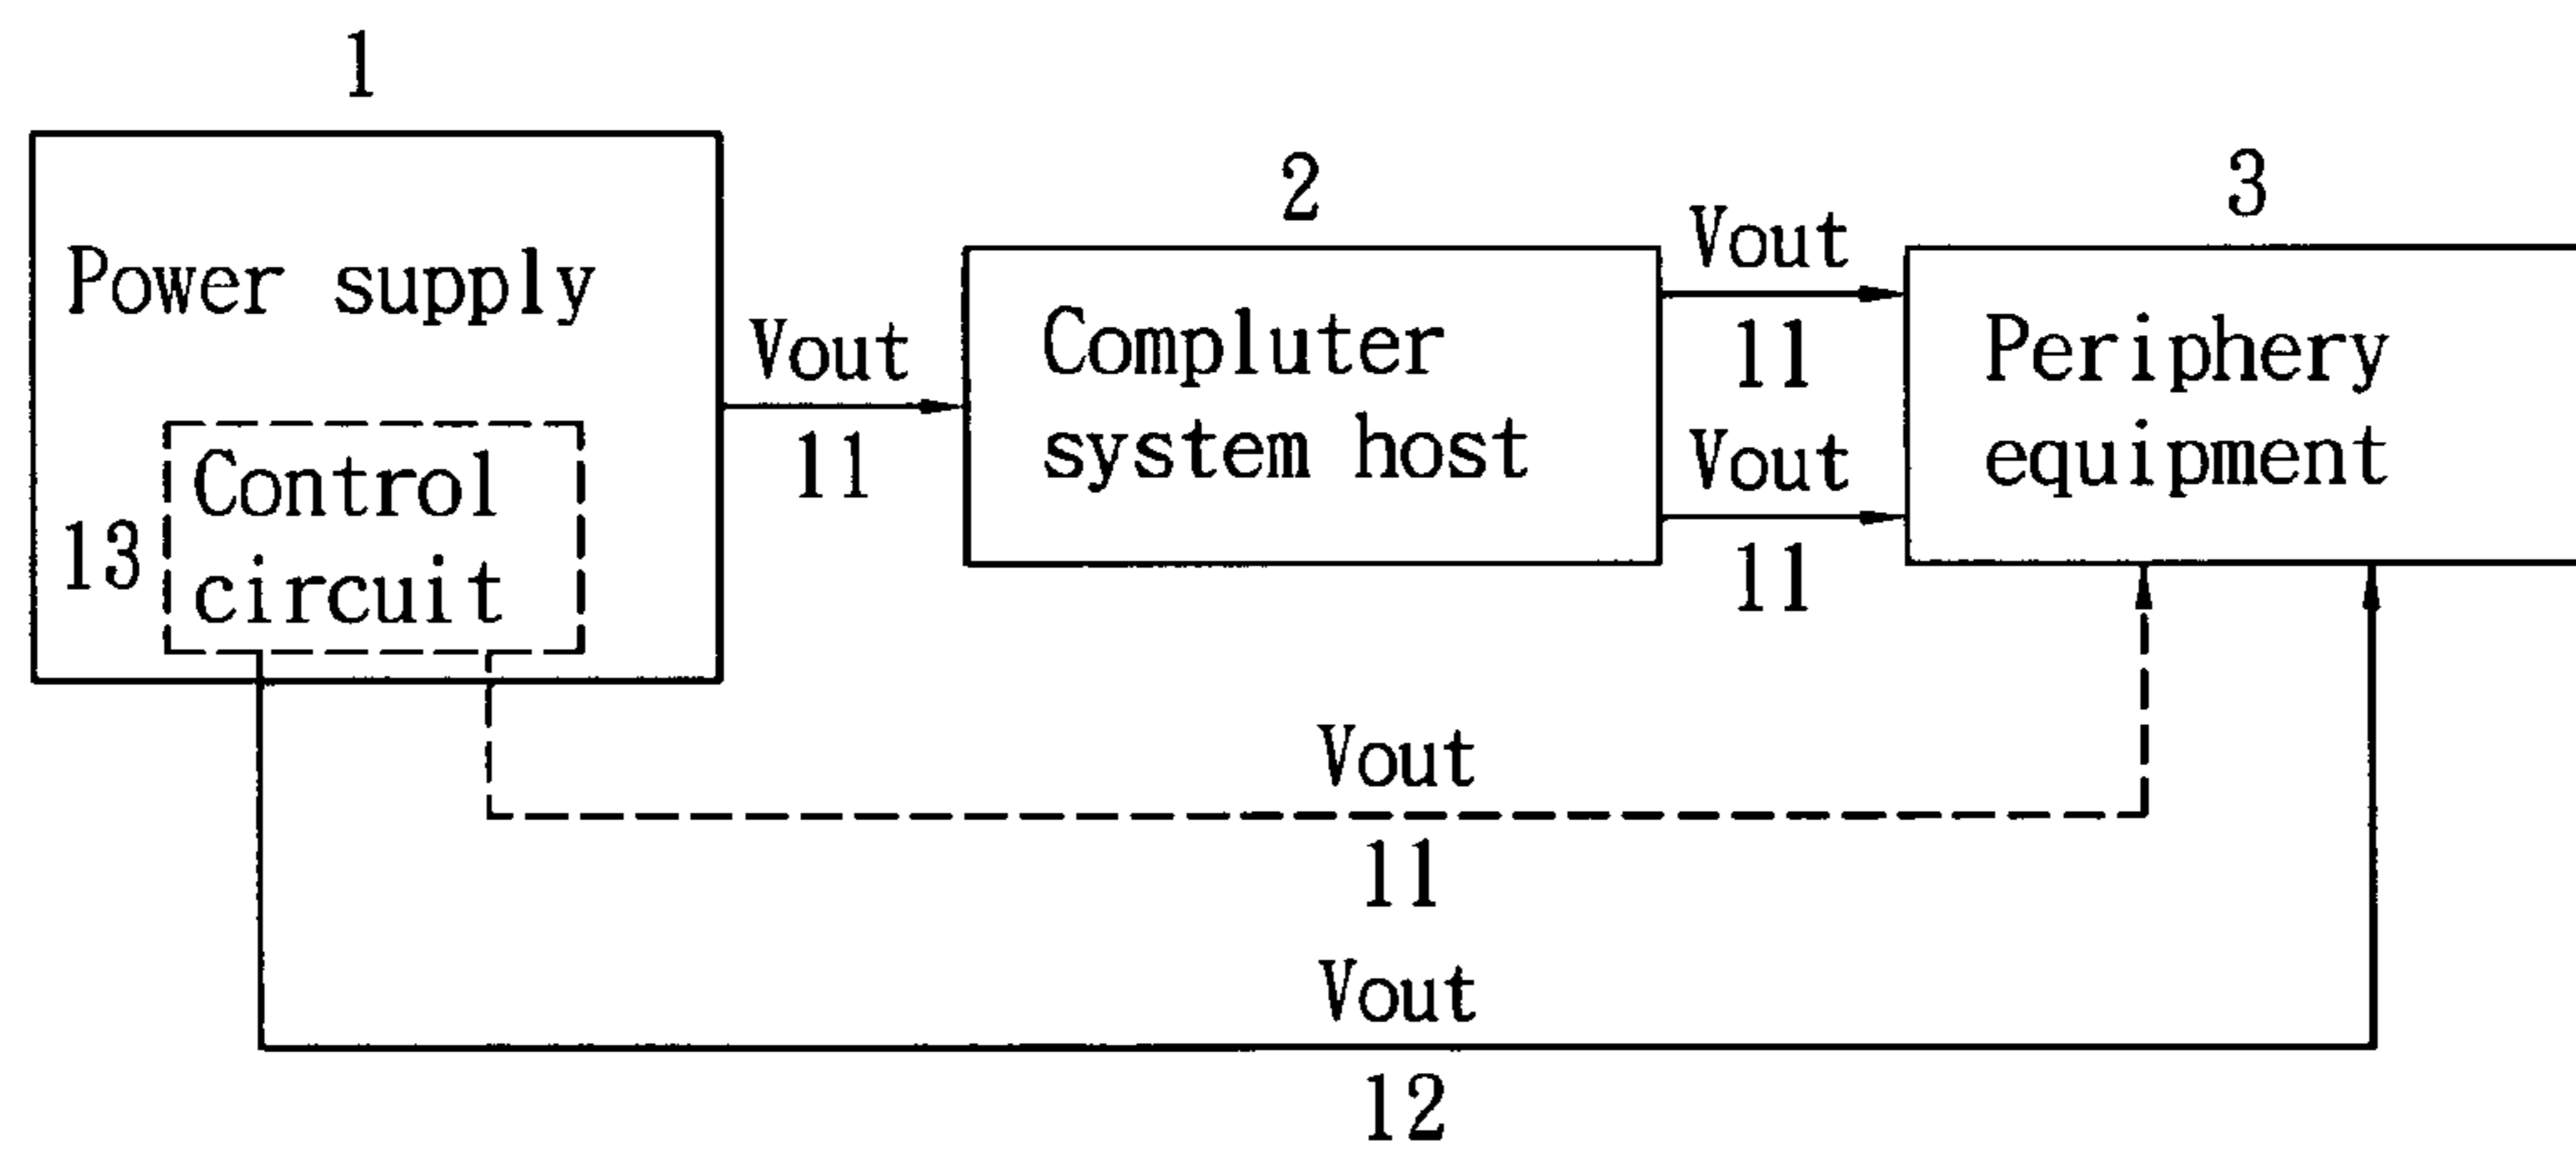 1
Power supply
13
Control
circuit
Vout
11
2
Compluter
system host
Vout
11
Vout
11
3
Periphery
equipment
Vout
11
Vout
12